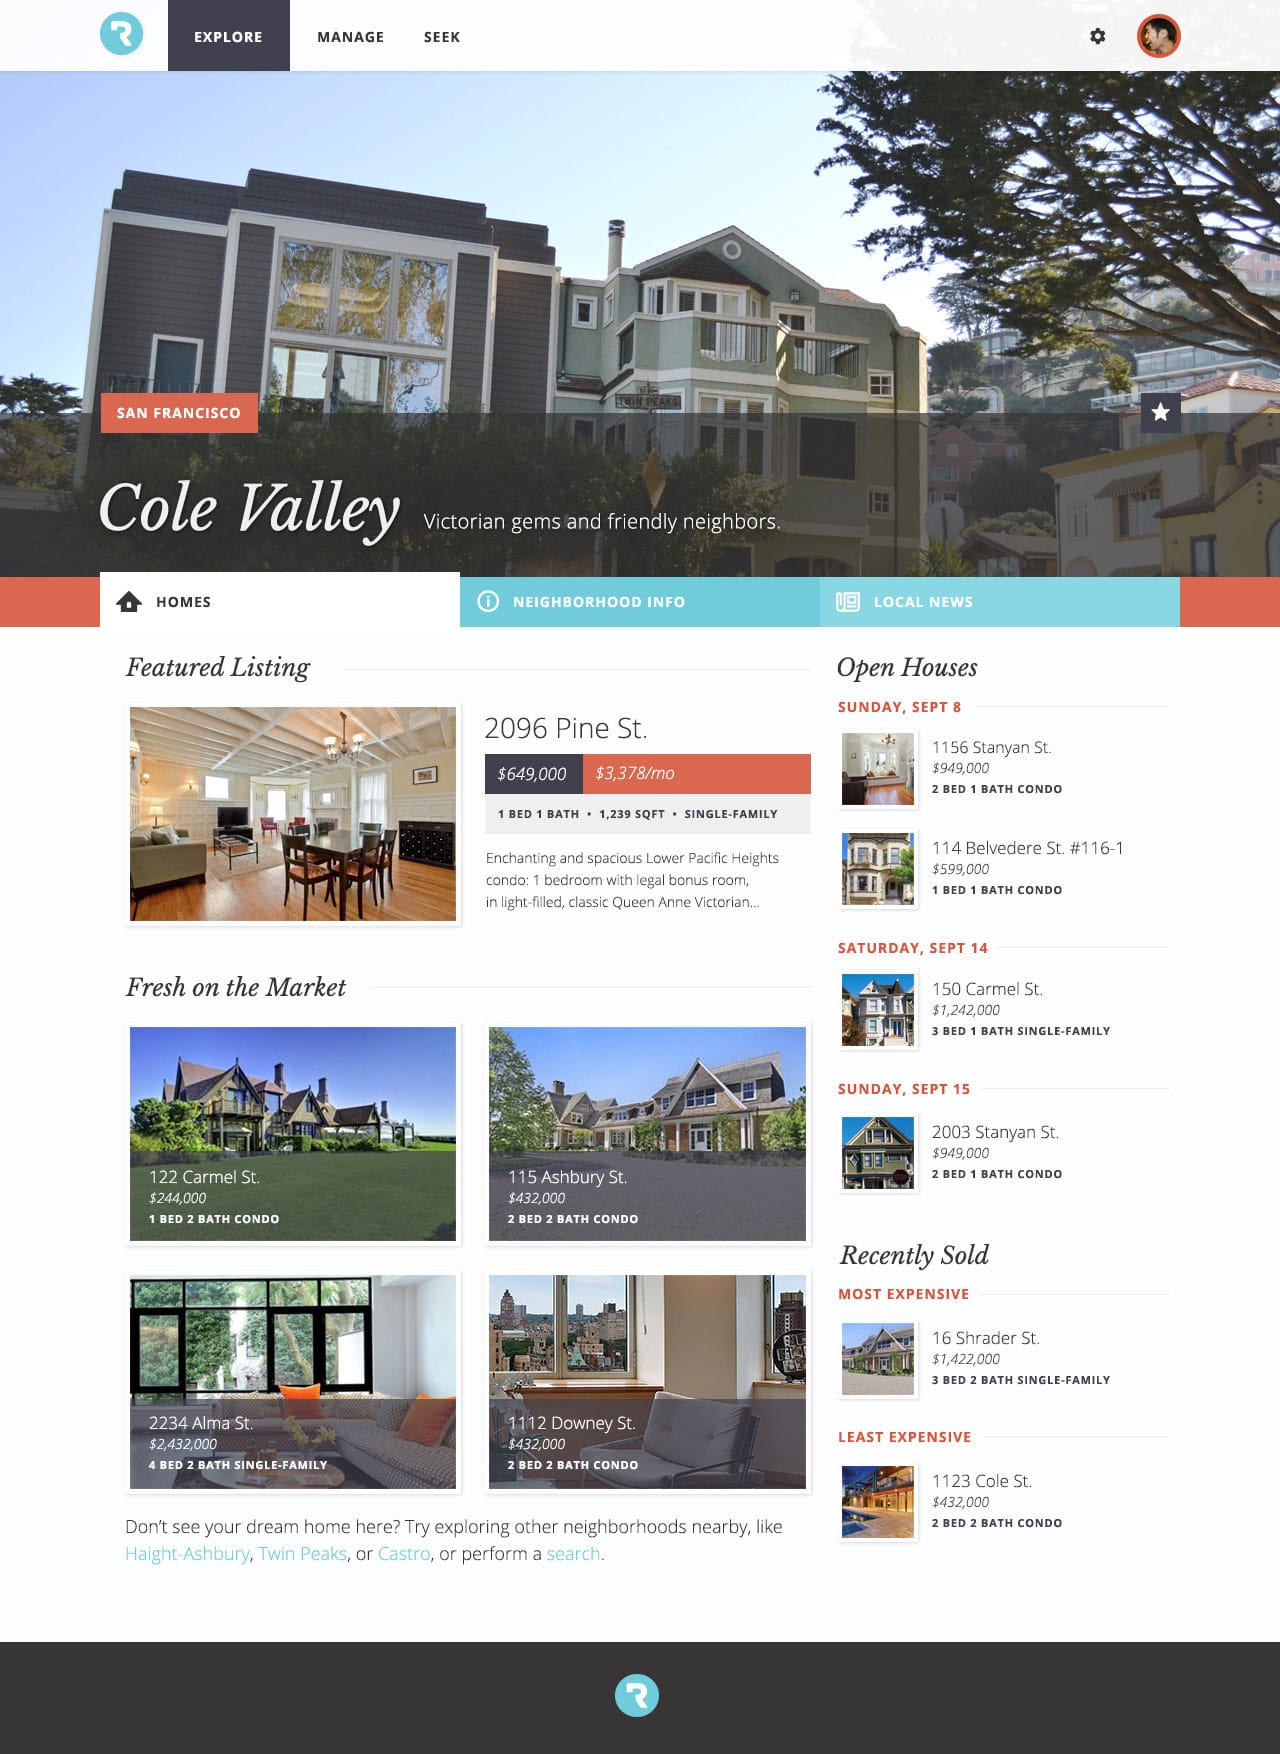 EXPLORE
MANAGE
SEEK
TWIN PEAKS
SAN FRANCISCO
Cole Valley
Victorian gems and friendly neighbors.
HOMES
NEIGHBORHOOD INFO
LOCAL NEWS
Featured Listing
2096 Pine St.
$649,000
$3,378/mo
1 BED 1 BATH • 1,239 SQFT • SINGLE-FAMILY
Enchanting and spacious Lower Pacific Heights
condo: 1 bedroom with legal bonus room,
in light-filled, classic Queen Anne Victorian...
Fresh on the Market
122 Carmel St.
$244,000
1 BED 2 BATH CONDO
115 Ashbury St.
$432,000
2 BED 2 BATH CONDO
2234 Alma St.
$2,432,000
4 BED 2 BATH SINGLE-FAMILY
1112 Downey St.
$432,000
2 BED 2 BATH CONDO
Don’t see your dream home here? Try exploring other neighborhoods nearby, like
Haight-Ashbury, Twin Peaks, or Castro, or perform a search.
Open Houses
SUNDAY, SEPT 8
1156 Stanyan St.
$949,000
2 BED 1 BATH CONDO
114 Belvedere St. #116-1
$599,000
1 BED 1 BATH CONDO
SATURDAY, SEPT 14
150 Carmel St.
$1,242,000
3 BED 1 BATH SINGLE-FAMILY
SUNDAY, SEPT 15
2003 Stanyan St.
$949,000
2 BED 1 BATH CONDO
Recently Sold
MOST EXPENSIVE
16 Shrader St.
$1,422,000
3 BED 2 BATH SINGLE-FAMILY
LEAST EXPENSIVE
1123 Cole St.
$432,000
2 BED 2 BATH CONDO